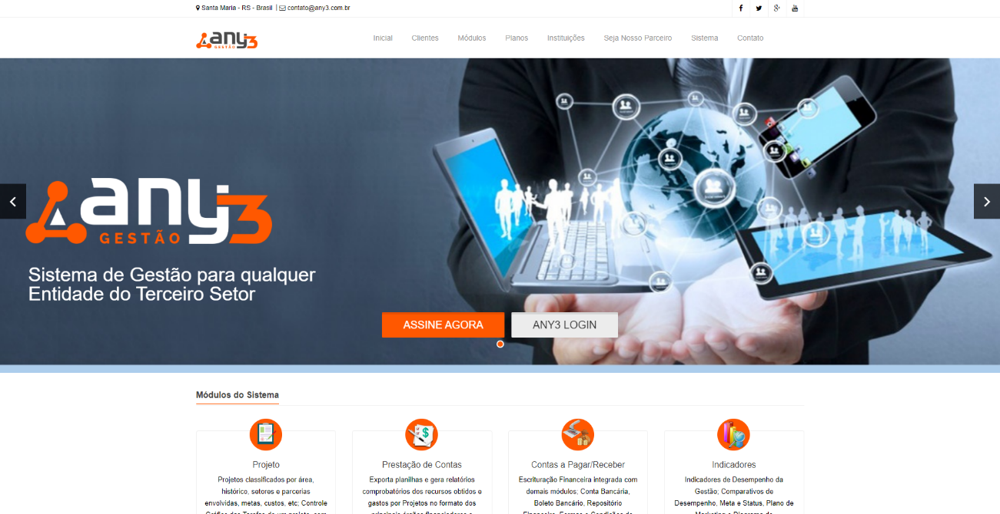 Santa Maria - RS - Brasil | contato@any3.com.br
any3
GESTÃO
Inicial Clientes Módulos Planos Instituições Seja Nosso Parceiro Sistema Contato
any3
GESTÃO
Sistema de Gestão para qualquer
Entidade do Terceiro Setor
ASSINE AGORA ANY3 LOGIN
Módulos do Sistema
Projeto
Projetos classificados por área,
histórico, setores e parcerias
envolvidas, metas, custos, etc; Controle
Prestação de Contas
Exporta planilhas e gera relatórios
comprobatórios dos recursos obtidos e
gastos por Projetos no formato dos
Contas a Pagar/Receber
Escrituração Financeira integrada com
demais módulos; Conta Bancária,
Boleto Bancário, Repositório
Indicadores
Indicadores de Desempenho da
Gestão; Comparativos de
Desempenho, Meta e Status, Plano de